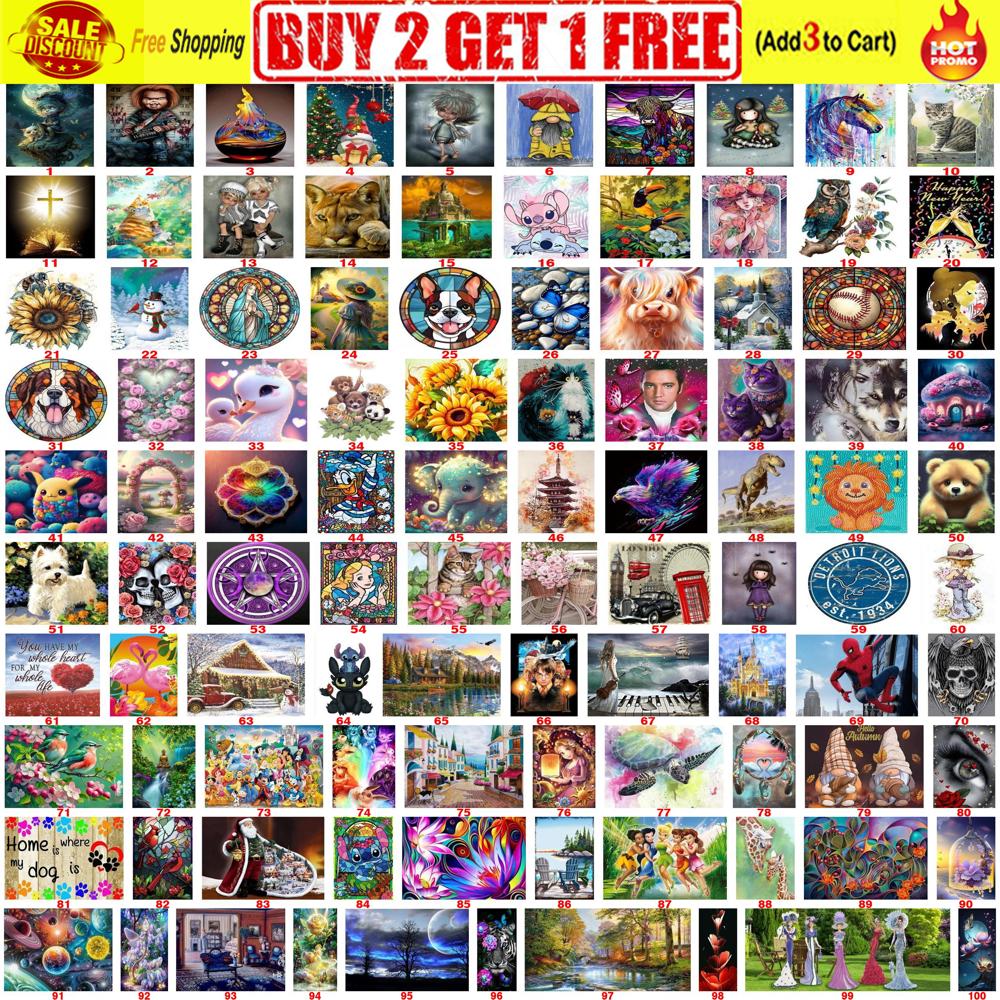 SALE
DISCOUNT
Free Shopping
BUY 2 GET 1 FREE
(Add 3 to Cart)
HOT
PROMO
1 2 3 4 5 6 7 8 9 10
11 12 13 14 15 16 17 18 19 20
Happy
New Year!
21 22 23 24 25 26 27 28 29 30
31 32 33 34 35 36 37 38 39 40
41 42 43 44 45 46 47 48 49 50
LONDON
DETROIT LIONS
est. 1934
51 52 53 54 55 56 57 58 59 60
You HAVE MY
whole heart
FOR MY
whole
life
61 62 63 64 65 66 67 68 69 70
Hello
Autumn
71 72 73 74 75 76 77 78 79 80
Home is where
my dog is
81 82 83 84 85 86 87 88 89 90
91 92 93 94 95 96 97 98 99 100